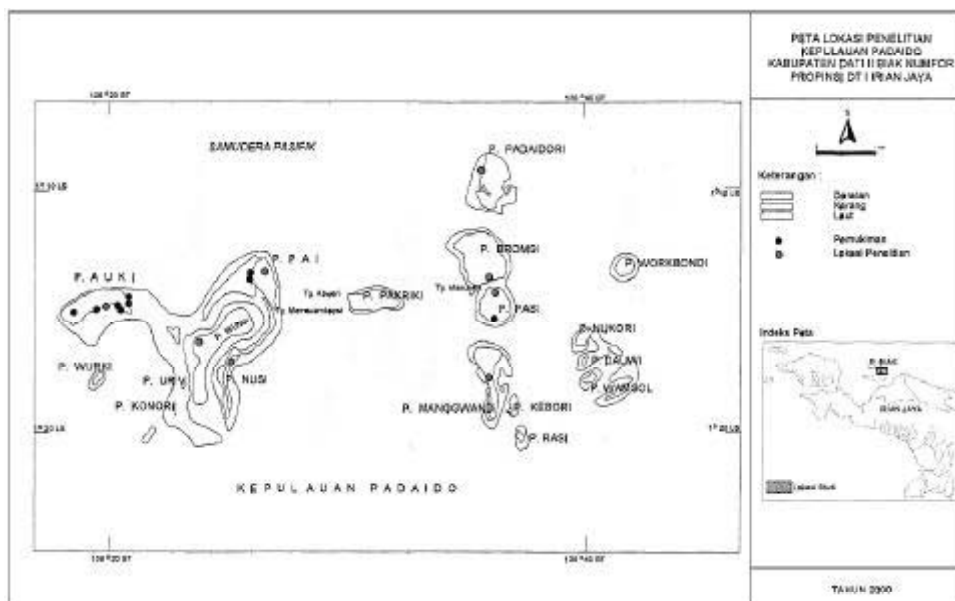 PETA LOKASI PENELITIAN
KEPULAUAN PADAIDO
KABUPATEN DATI II BIAK NUMFOR
PROPINSI DT I IRIAN JAYA
SAMUDERA PASIFIK
P. PADAIDORI
P. BROMSI
P. WORKBONDI
P. PAI
P. AUKI
P. PAKRIKI
P. PASI
P. NUKORI
P. DAUWI
P. WAMSOL
P. WURKI
P. NUSI
P. KONORI
P. MANGGWANDI
P. KEBORI
P. RASI
KEPULAUAN PADAIDO
Keterangan :
Daratan
Karang
Laut
Pemukiman
Lokasi Penelitian
Indeks Peta
P. BIAK
IRIAN JAYA
Lokasi Studi
TAHUN 2000